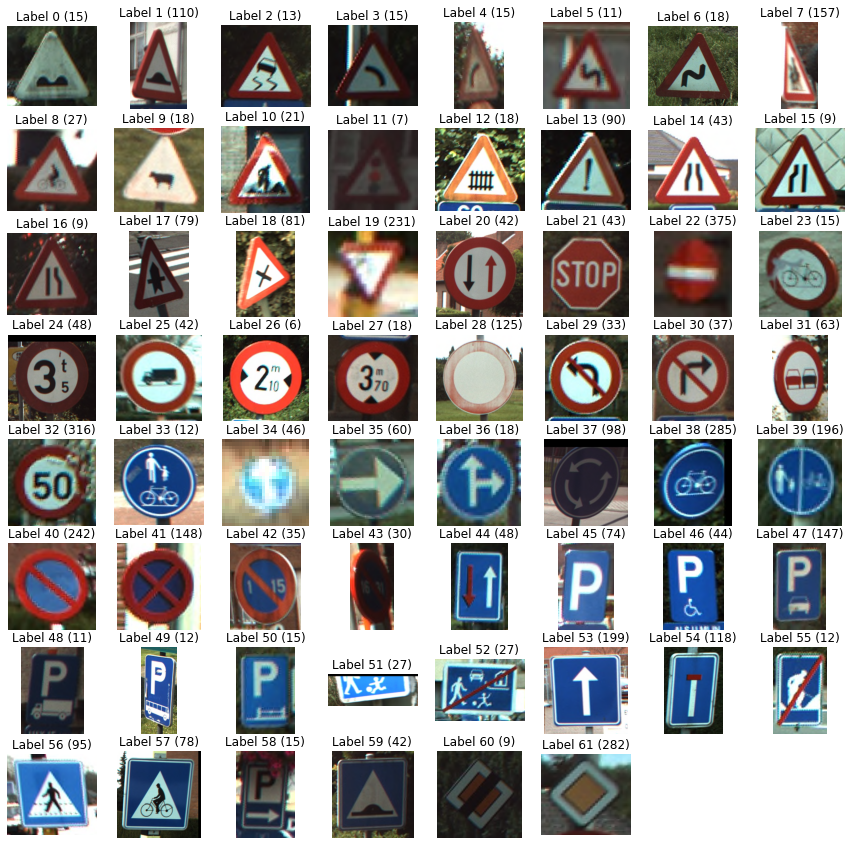 Label 0 (15) Label 1 (110) Label 2 (13) Label 3 (15) Label 4 (15) Label 5 (11) Label 6 (18) Label 7 (157)
Label 8 (27) Label 9 (18) Label 10 (21) Label 11 (7) Label 12 (18) Label 13 (90) Label 14 (43) Label 15 (9)
Label 16 (9) Label 17 (79) Label 18 (81) Label 19 (231) Label 20 (42) Label 21 (43) Label 22 (375) Label 23 (15)
STOP
Label 24 (48) Label 25 (42) Label 26 (6) Label 27 (18) Label 28 (125) Label 29 (33) Label 30 (37) Label 31 (63)
3 t 5
2 m 10
3 m 70
Label 32 (316) Label 33 (12) Label 34 (46) Label 35 (60) Label 36 (18) Label 37 (98) Label 38 (285) Label 39 (196)
50
Label 40 (242) Label 41 (148) Label 42 (35) Label 43 (30) Label 44 (48) Label 45 (74) Label 46 (44) Label 47 (147)
1 15
P
P
P
Label 48 (11) Label 49 (12) Label 50 (15) Label 51 (27) Label 52 (27) Label 53 (199) Label 54 (118) Label 55 (12)
P
P
P
Label 56 (95) Label 57 (78) Label 58 (15) Label 59 (42) Label 60 (9) Label 61 (282)
P